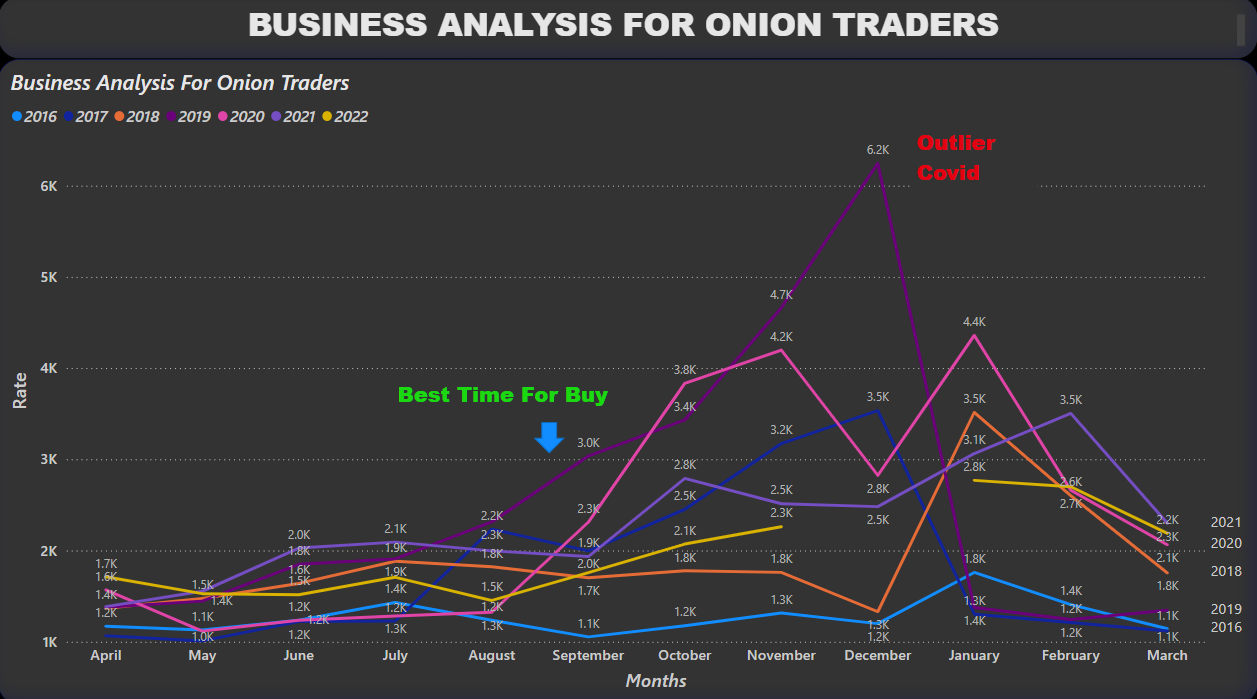 BUSINESS ANALYSIS FOR ONION TRADERS
Business Analysis For Onion Traders
2016 2017 2018 2019 2020 2021 2022
Outlier
Covid
Best Time For Buy
Rate
6K
5K
4K
3K
2K
1K
1.7K
1.6K
1.4K
1.2K
1.5K
1.4K
1.1K
1.0K
2.0K
1.8K
1.6K
1.5K
1.2K
1.2K
1.2K
2.1K
1.9K
1.9K
1.4K
1.2K
1.3K
2.2K
2.3K
1.8K
1.5K
1.2K
1.3K
3.0K
2.3K
1.9K
2.0K
1.7K
1.1K
3.8K
3.4K
2.8K
2.5K
2.1K
1.8K
1.2K
4.7K
4.2K
3.2K
2.5K
2.3K
1.8K
1.3K
6.2K
3.5K
2.8K
2.5K
1.3K
1.2K
4.4K
3.5K
3.1K
2.8K
1.8K
1.3K
1.4K
3.5K
2.6K
2.7K
1.4K
1.2K
1.2K
2.2K
2.3K
2.1K
1.8K
1.1K
1.1K
2021
2020
2018
2019
2016
April May June July August September October November December January February March
Months